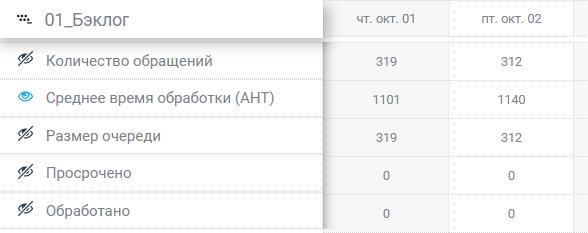 01_Бэклог чт. окт. 01 пт. окт. 02
Количество обращений 319 312
Среднее время обработки (АНТ) 1101 1140
Размер очереди 319 312
Просрочено 0 0
Обработано 0 0